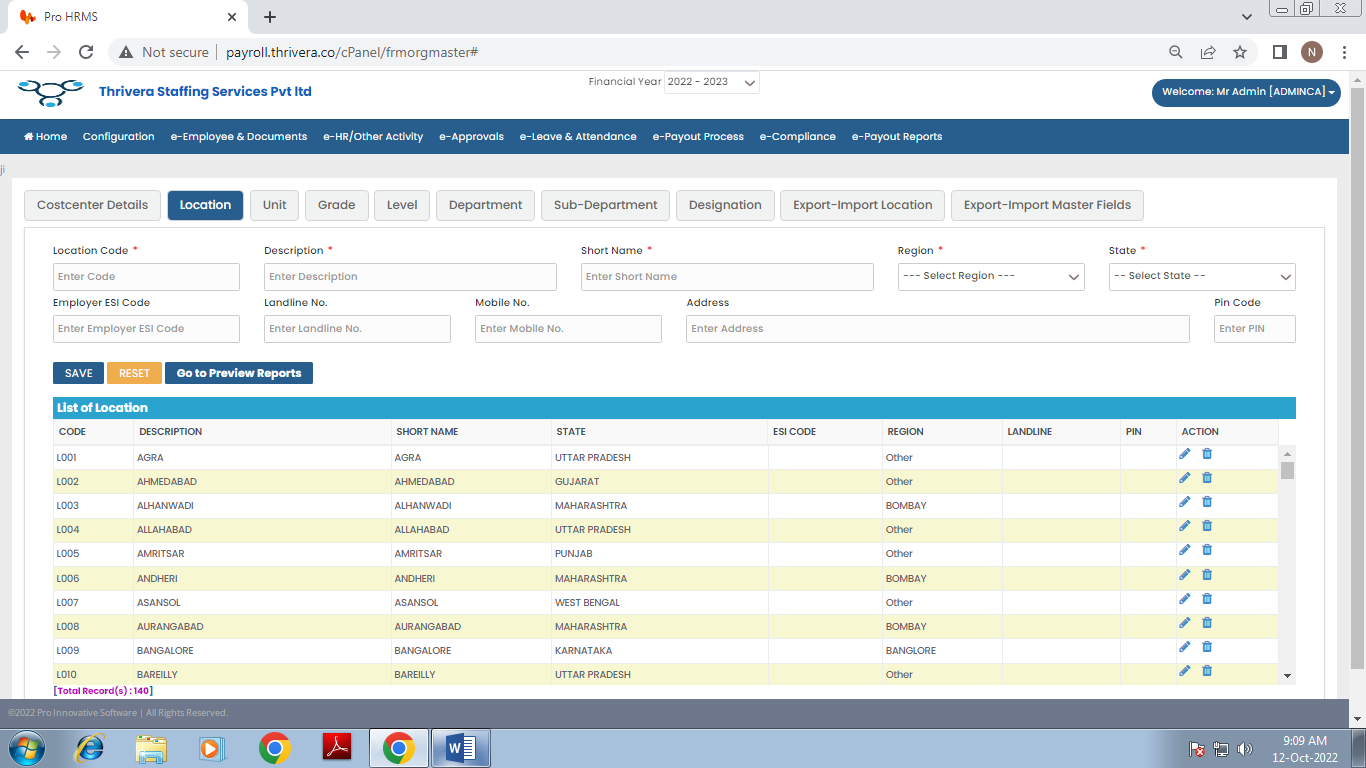 Pro HRMS
Not secure payroll.thrivera.co/cPanel/frmorgmaster# N
Thrivera Staffing Services Pvt ltd Financial Year 2022 - 2023 Welcome: Mr Admin [ADMINCA]
Home Configuration e-Employee & Documents e-HR/Other Activity e-Approvals e-Leave & Attendance e-Payout Process e-Compliance e-Payout Reports
ji
Costcenter Details Location Unit Grade Level Department Sub-Department Designation Export-Import Location Export-Import Master Fields
Location Code * Description * Short Name * Region * State *
Enter Code Enter Description Enter Short Name --- Select Region --- -- Select State --
Employer ESI Code Landline No. Mobile No. Address Pin Code
Enter Employer ESI Code Enter Landline No. Enter Mobile No. Enter Address Enter PIN
SAVE RESET Go to Preview Reports
List of Location
CODE DESCRIPTION SHORT NAME STATE ESI CODE REGION LANDLINE PIN ACTION
L001 AGRA AGRA UTTAR PRADESH Other
L002 AHMEDABAD AHMEDABAD GUJARAT Other
L003 ALHANWADI ALHANWADI MAHARASHTRA BOMBAY
L004 ALLAHABAD ALLAHABAD UTTAR PRADESH Other
L005 AMRITSAR AMRITSAR PUNJAB Other
L006 ANDHERI ANDHERI MAHARASHTRA BOMBAY
L007 ASANSOL ASANSOL WEST BENGAL Other
L008 AURANGABAD AURANGABAD MAHARASHTRA BOMBAY
L009 BANGALORE BANGALORE KARNATAKA BANGLORE
L010 BAREILLY BAREILLY UTTAR PRADESH Other
[Total Record(s) : 140]
©2022 Pro Innovative Software | All Rights Reserved.
W
9:09 AM
12-Oct-2022